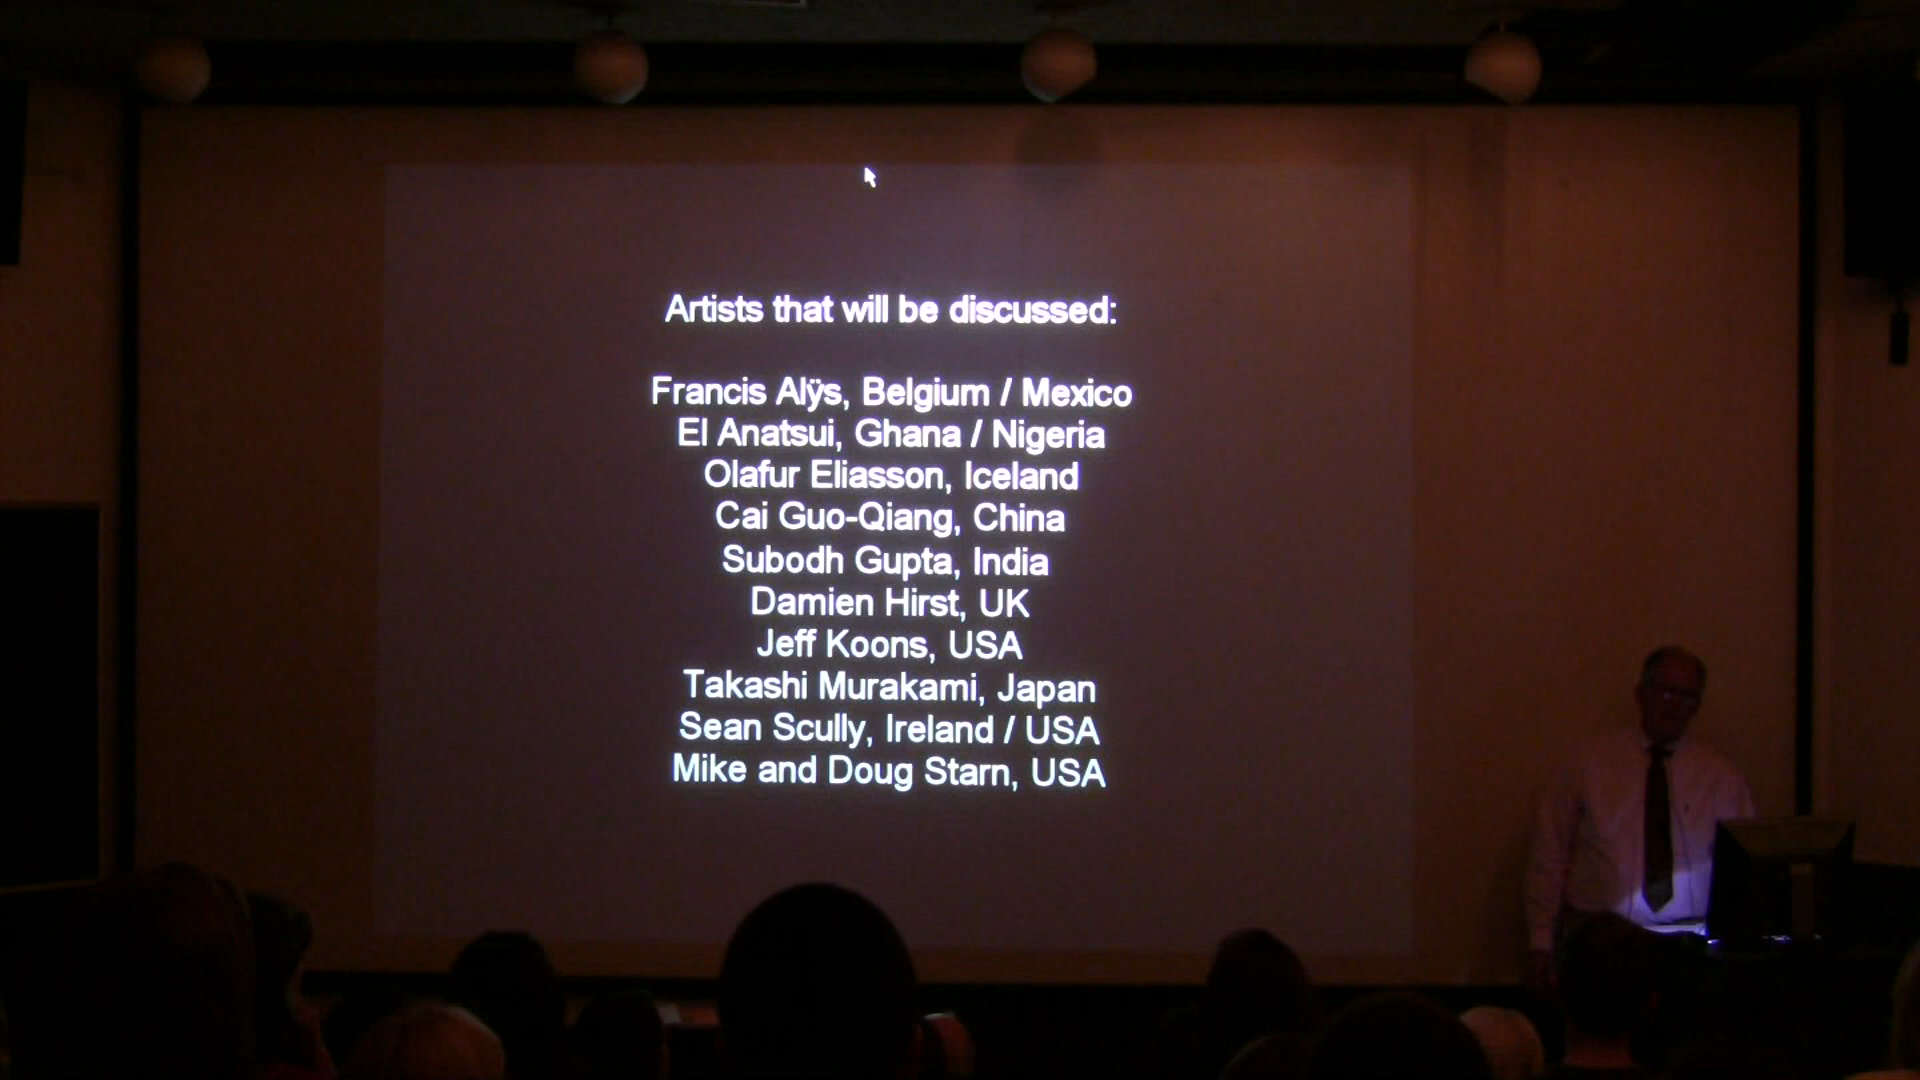 Artists that will be discussed:
Francis Alÿs, Belgium / Mexico
El Anatsui, Ghana / Nigeria
Olafur Eliasson, Iceland
Cai Guo-Qiang, China
Subodh Gupta, India
Damien Hirst, UK
Jeff Koons, USA
Takashi Murakami, Japan
Sean Scully, Ireland / USA
Mike and Doug Starn, USA